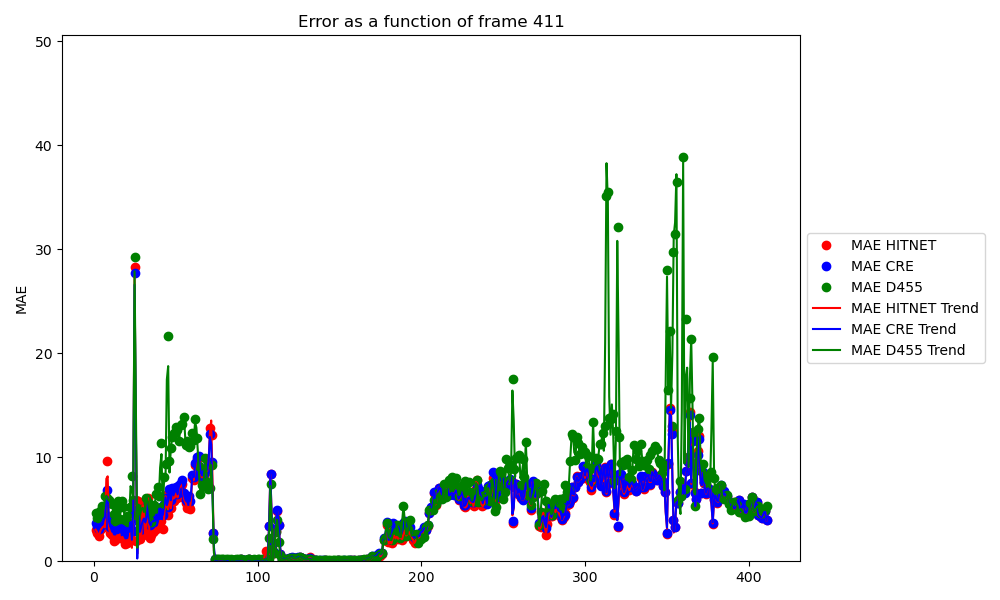 Error as a function of frame 411
50
40
30
20
10
0
MAE
0
100
200
300
400
MAE HITNET
MAE CRE
MAE D455
MAE HITNET Trend
MAE CRE Trend
MAE D455 Trend